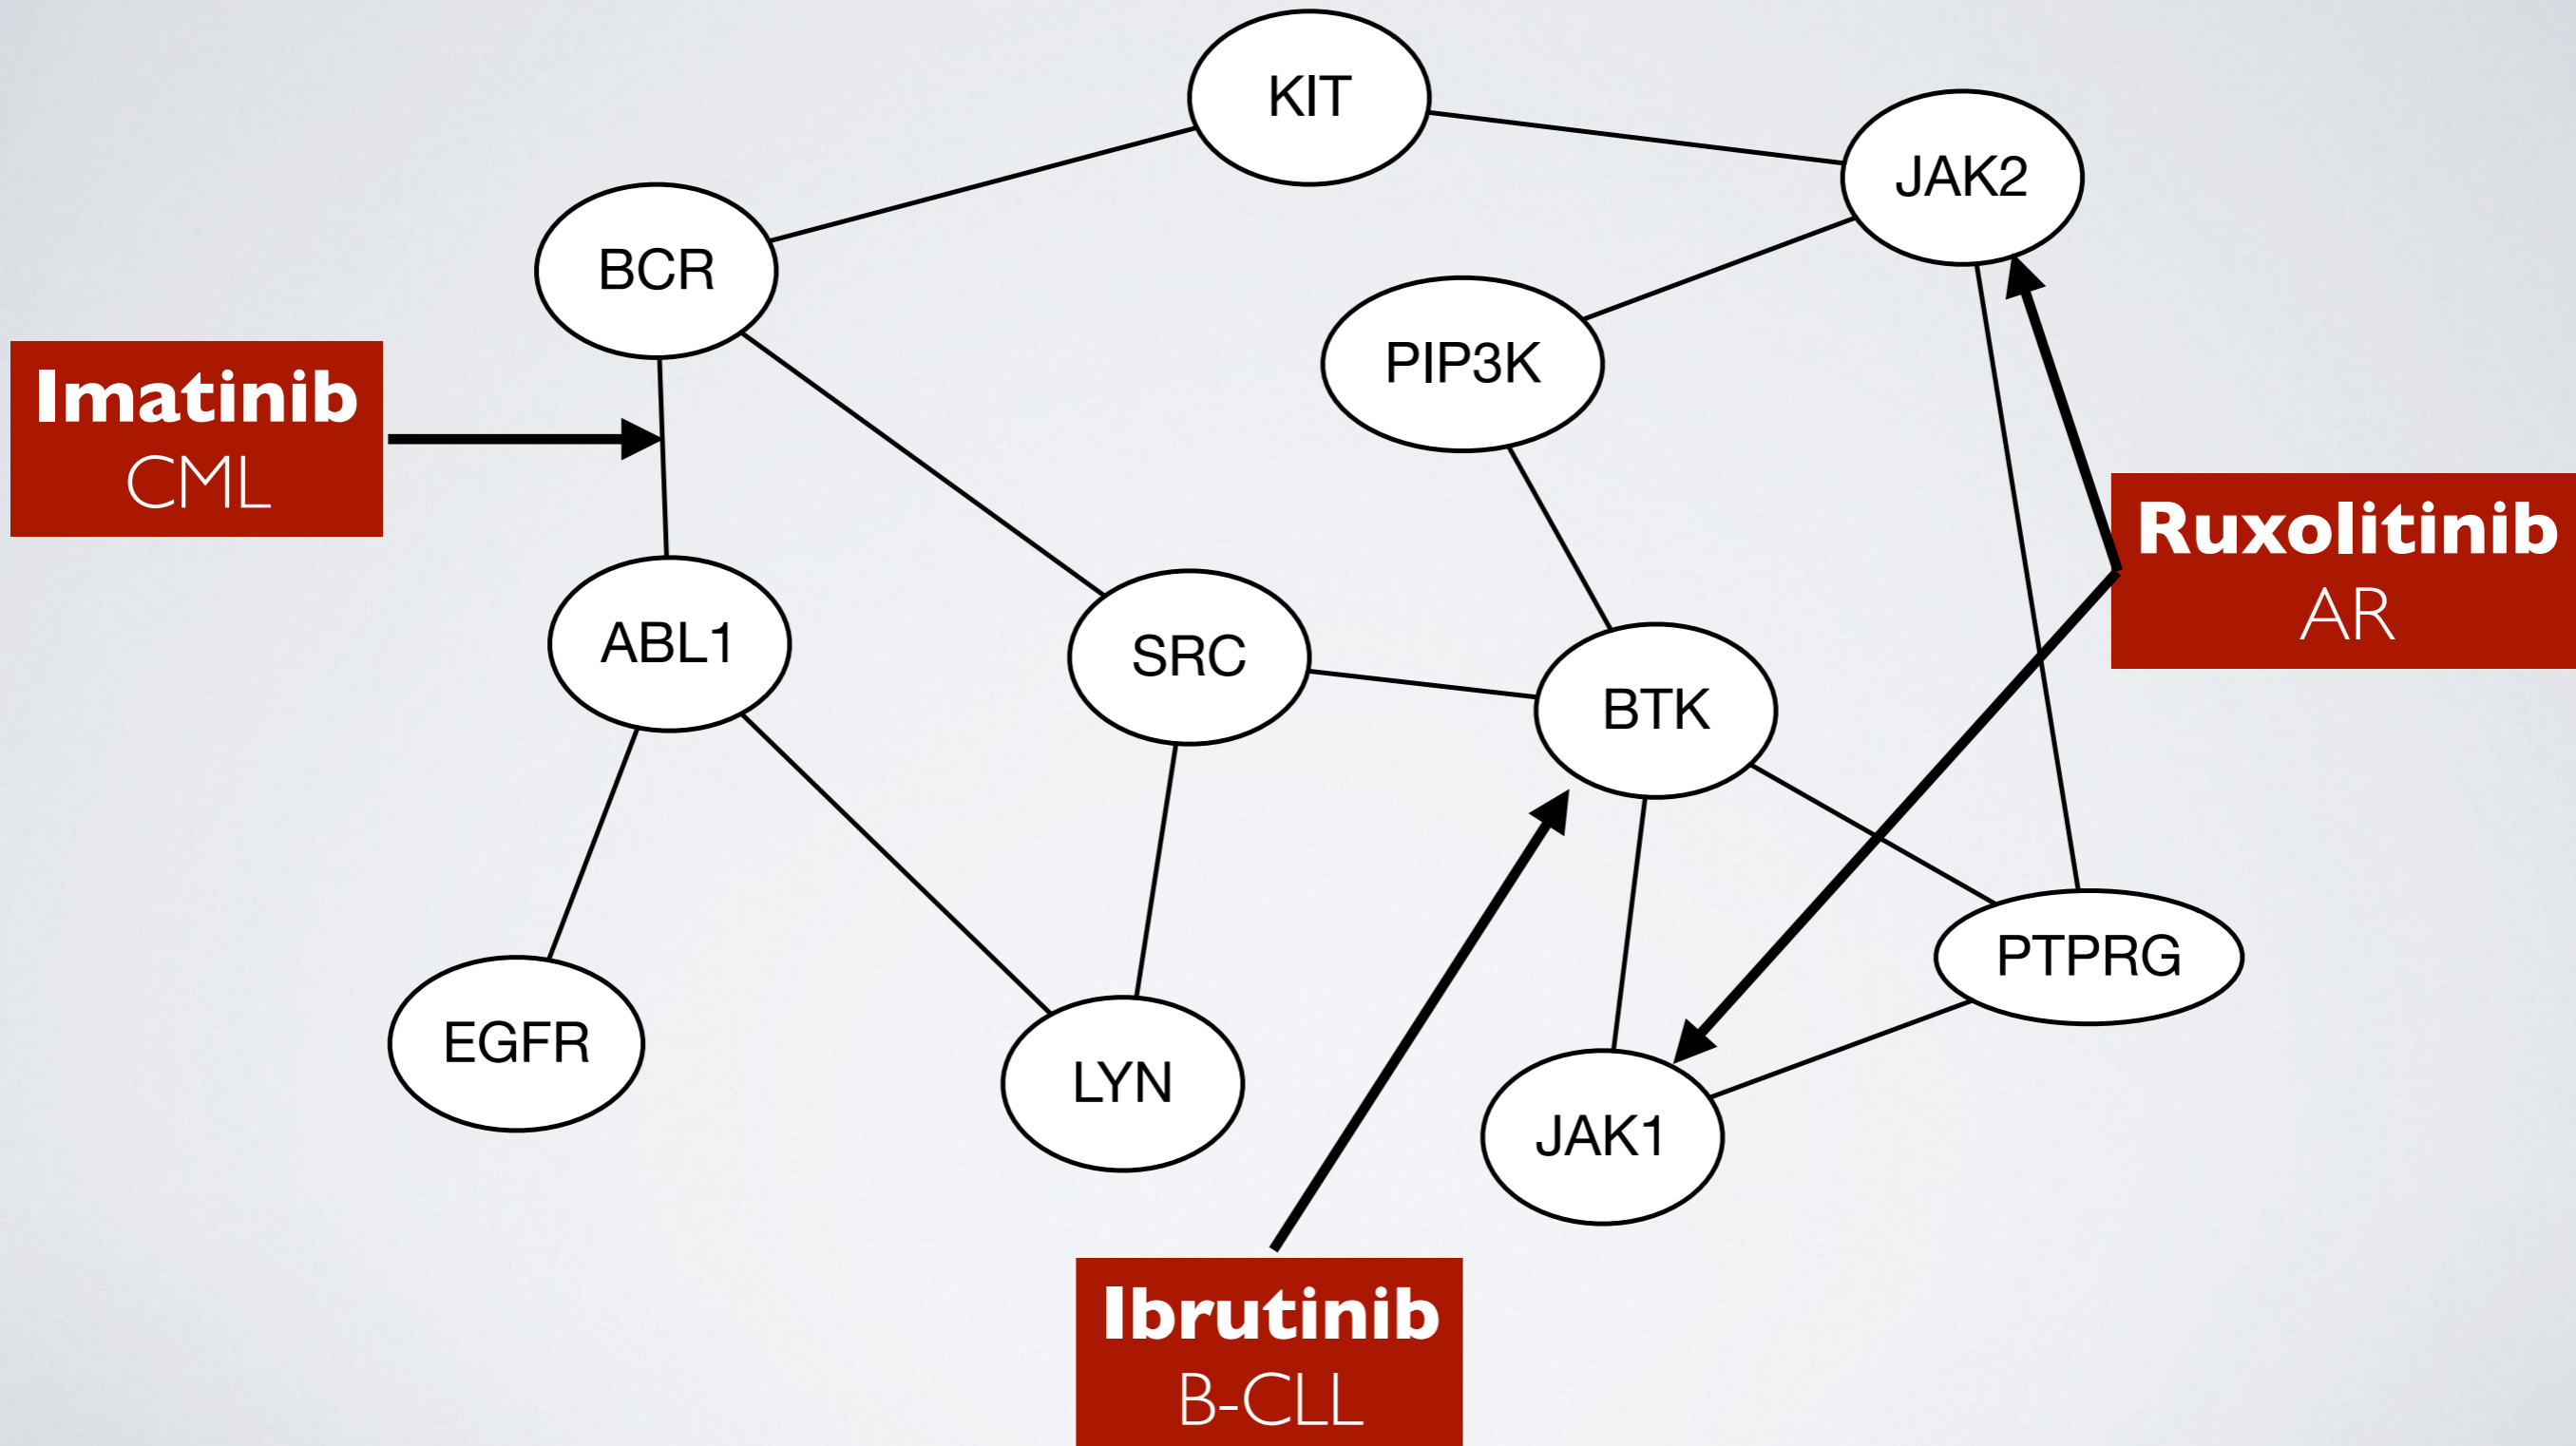 KIT
JAK2
BCR
PIP3K
Imatinib
CML
Ruxolitinib
AR
ABL1
SRC
BTK
PTPRG
EGFR
LYN
JAK1
Ibrutinib
B-CLL